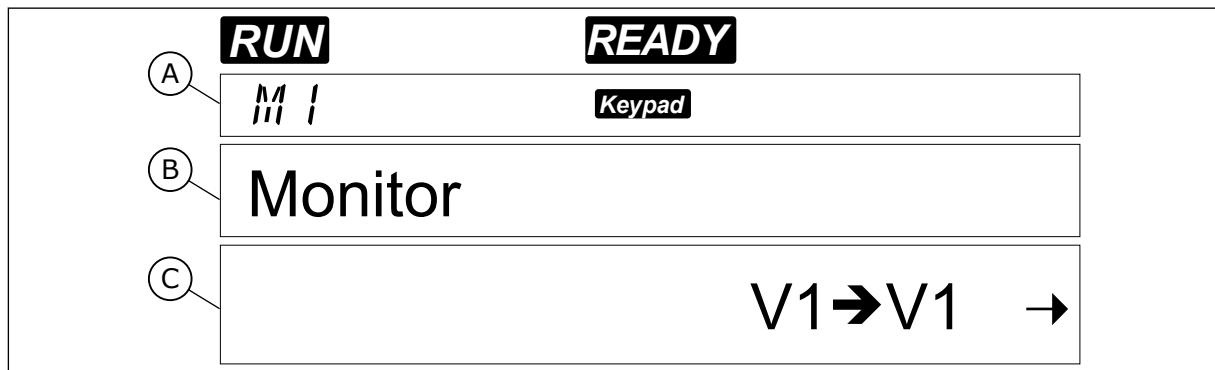 RUN READY
A
M1 Keypad
B
Monitor
C
V1➔V1 →